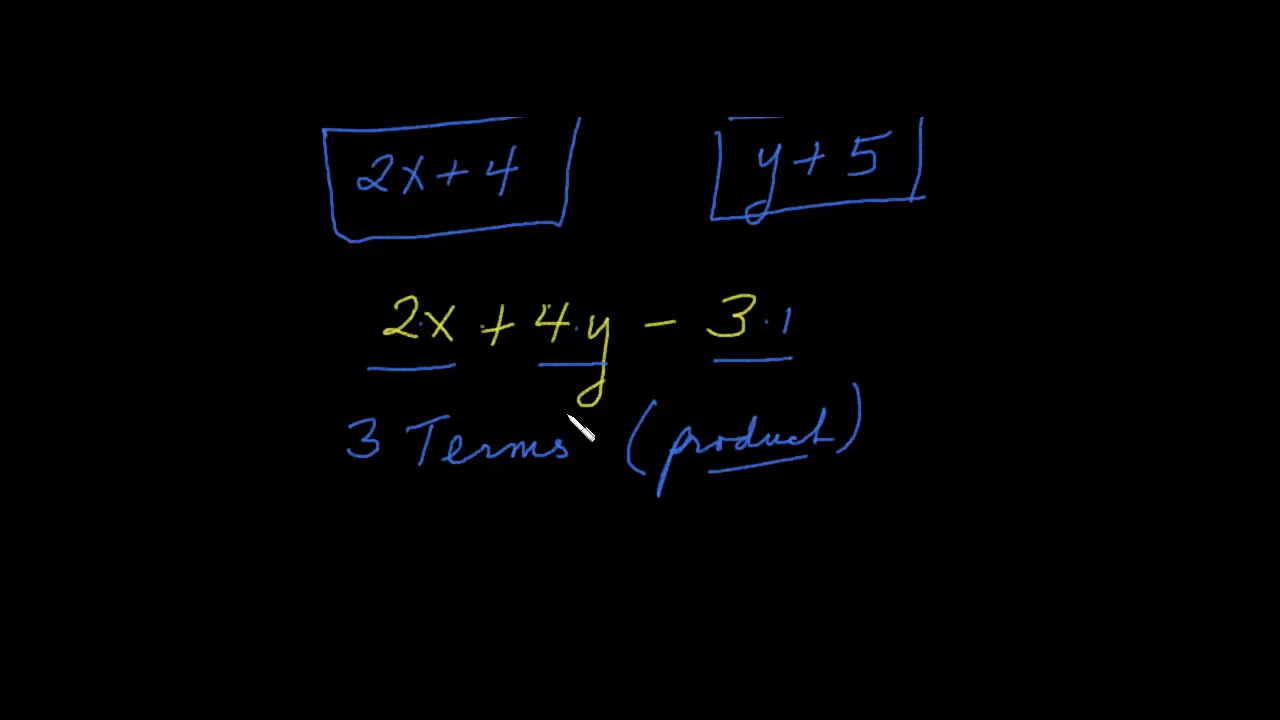 2x + 4 y + 5
2·x + 4·y - 3·1
3 Terms (product)